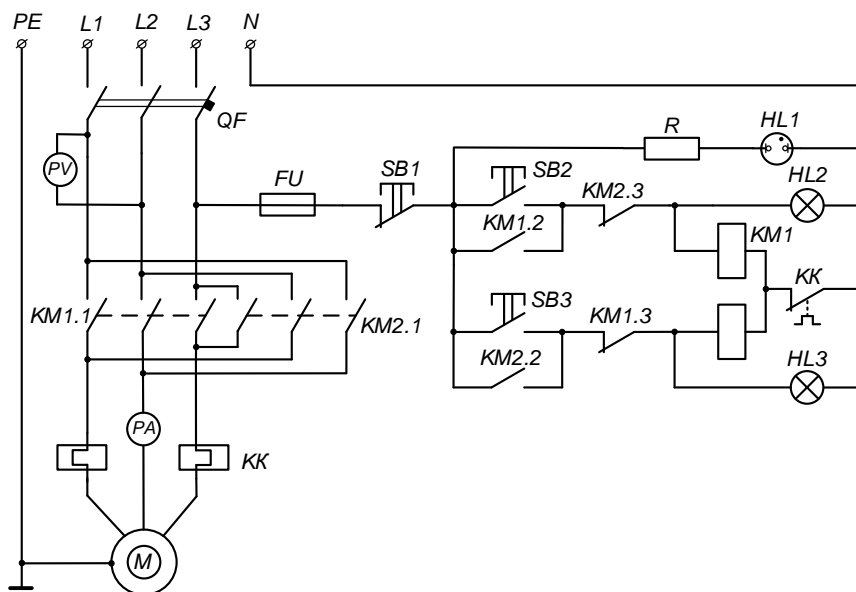 PE
L1
L2
L3
N
QF
PV
FU
SB1
R
HL1
SB2
KM2.3
HL2
KM1.2
KM1
KK
KM1.1
KM2.1
SB3
KM1.3
KM2.2
HL3
PA
KK
M